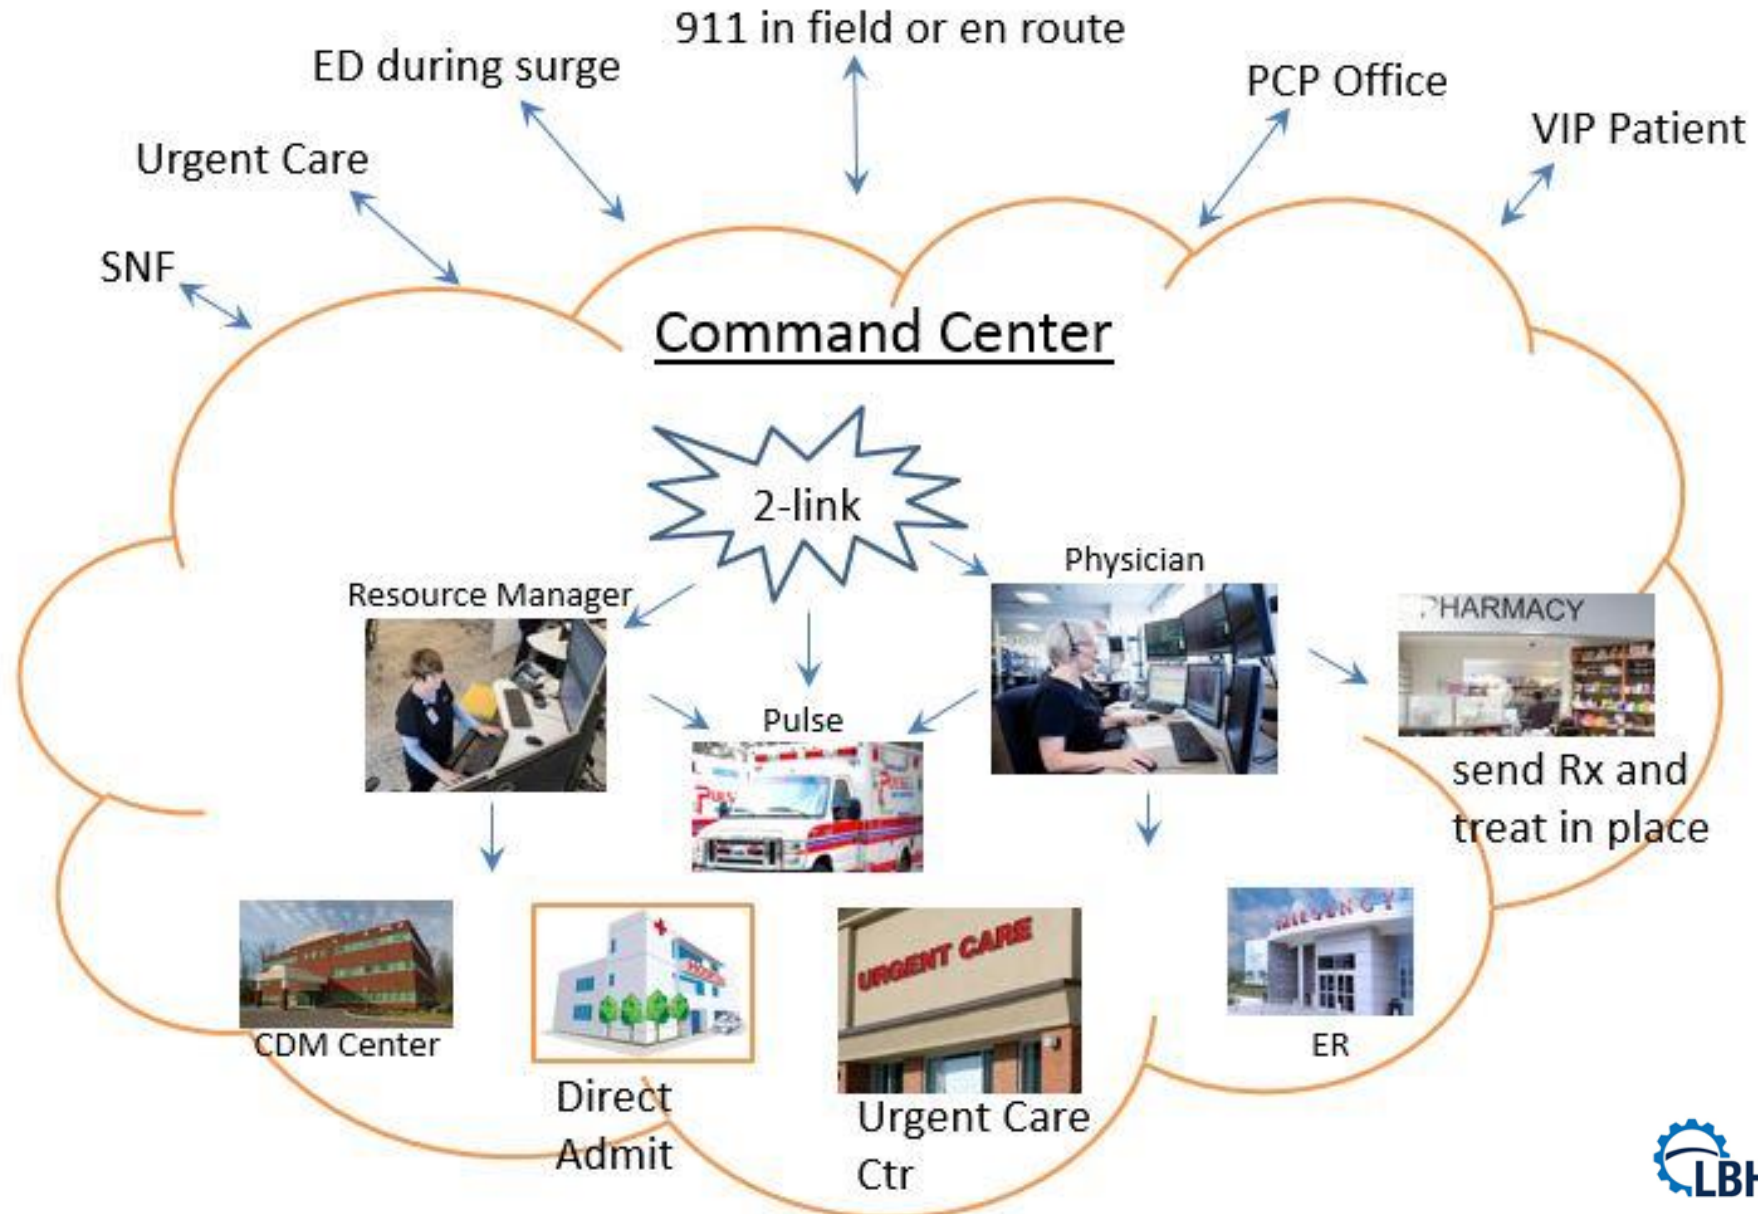 911 in field or en route
ED during surge
PCP Office
VIP Patient
Urgent Care
SNF
Command Center
2-link
Physician
Resource Manager
PHARMACY
Pulse
send Rx and
treat in place
URGENT CARE
CDM Center
ER
Direct
Admit
Urgent Care
Ctr